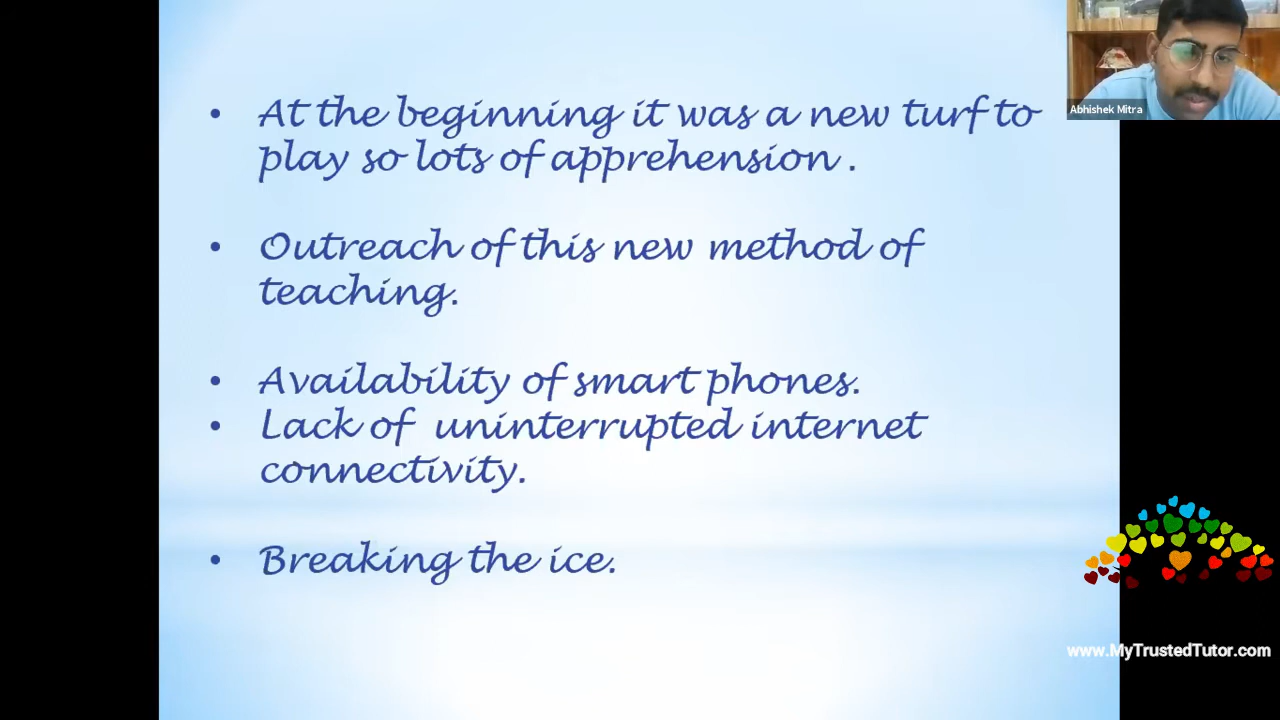 • At the beginning it was a new turf to
play so lots of apprehension .
• Outreach of this new method of
teaching.
• Availability of smart phones.
• Lack of uninterrupted internet
connectivity.
• Breaking the ice.
Abhishek Mitra
www.MyTrustedTutor.com